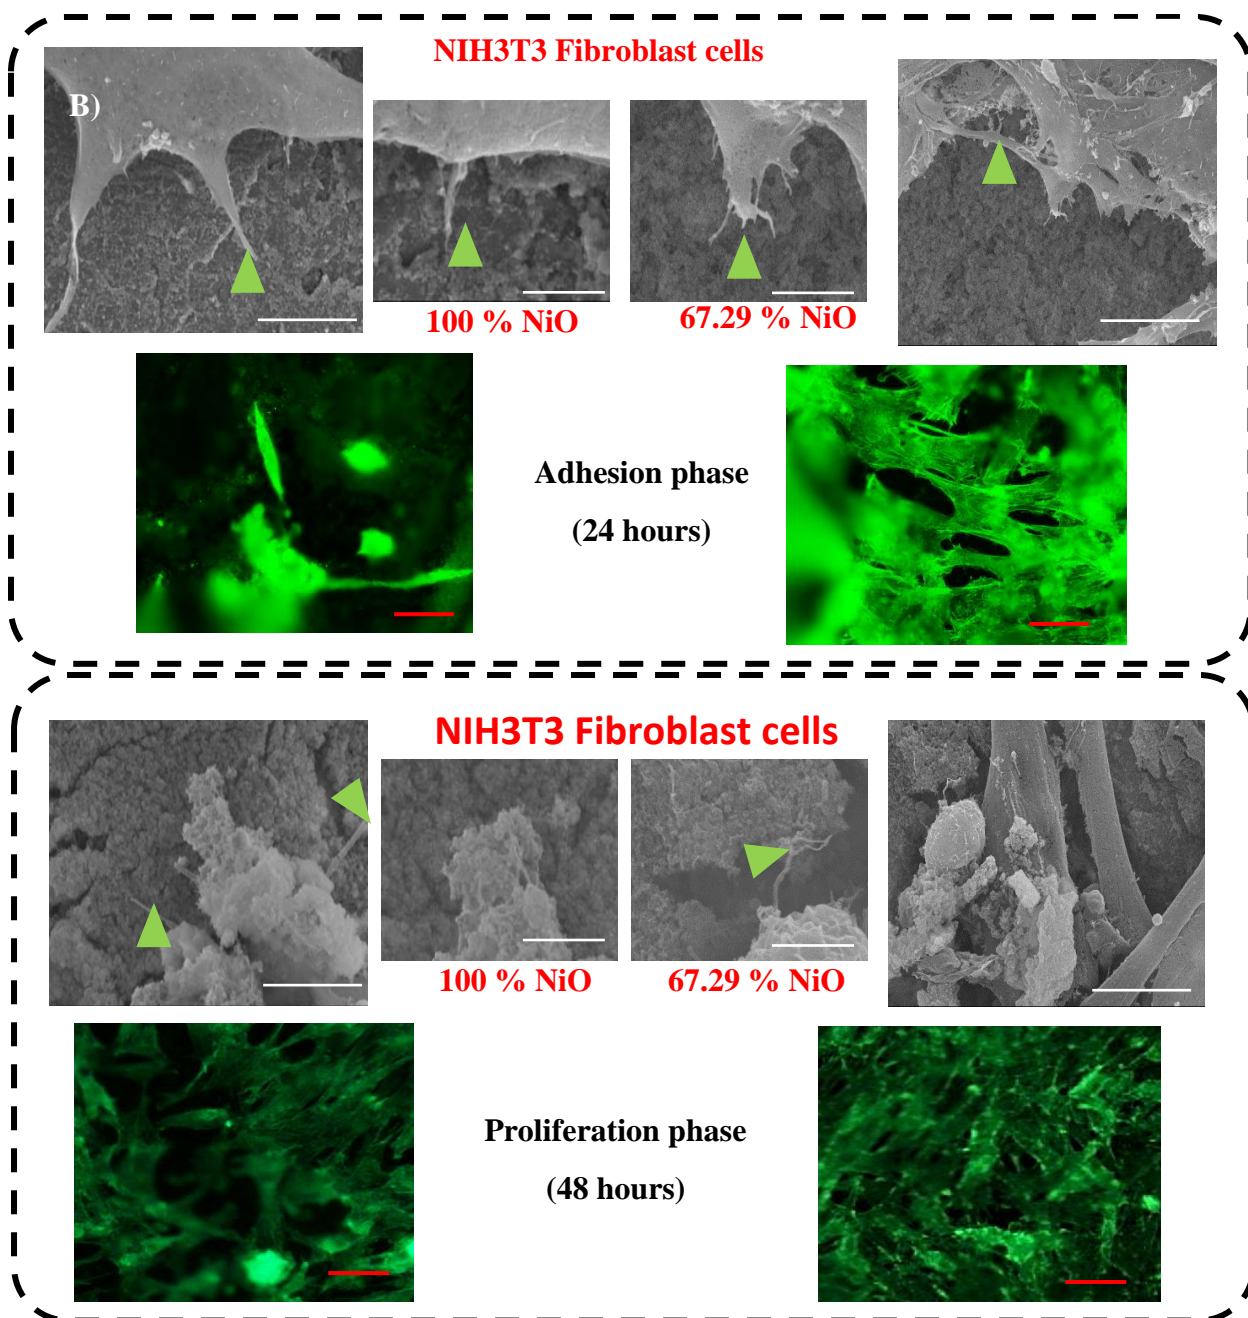 NIH3T3 Fibroblast cells
B)
100 % NiO
67.29 % NiO
Adhesion phase
(24 hours)
NIH3T3 Fibroblast cells
100 % NiO
67.29 % NiO
Proliferation phase
(48 hours)